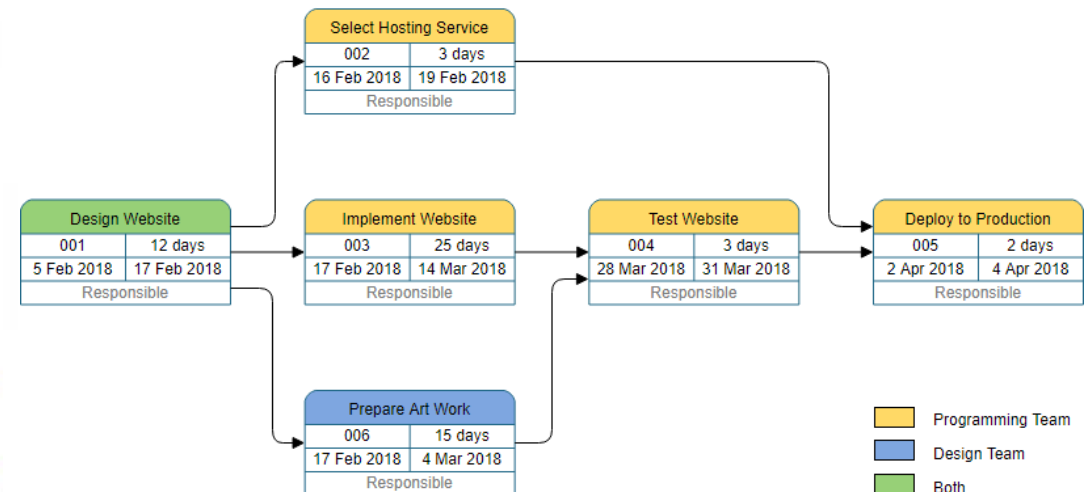 Select Hosting Service
002 3 days
16 Feb 2018 19 Feb 2018
Responsible
Design Website
001 12 days
5 Feb 2018 17 Feb 2018
Responsible
Implement Website
003 25 days
17 Feb 2018 14 Mar 2018
Responsible
Test Website
004 3 days
28 Mar 2018 31 Mar 2018
Responsible
Deploy to Production
005 2 days
2 Apr 2018 4 Apr 2018
Responsible
Prepare Art Work
006 15 days
17 Feb 2018 4 Mar 2018
Responsible
Programming Team
Design Team
Both